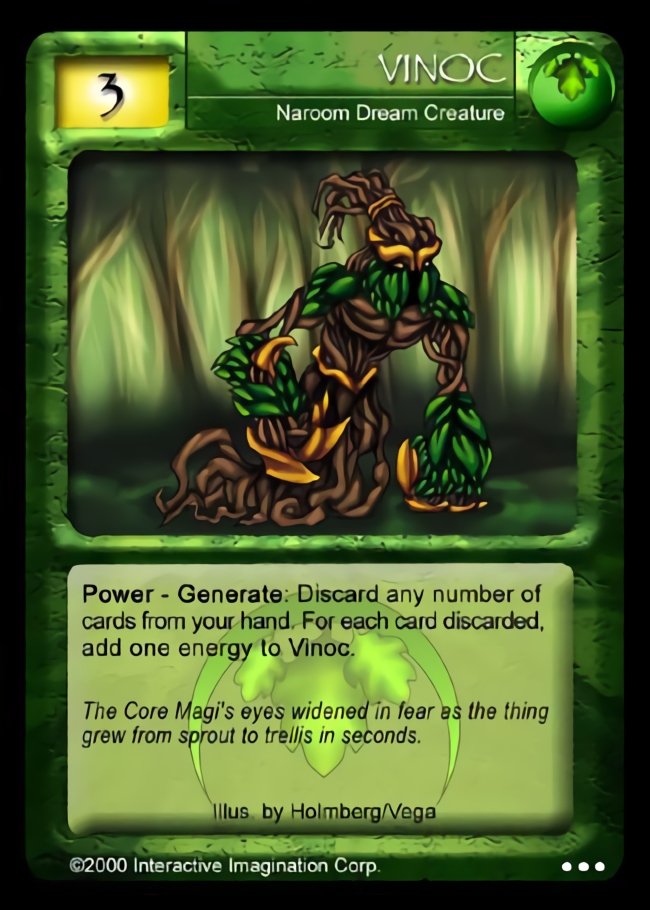 3
VINOC
Naroom Dream Creature
Power - Generate: Discard any number of
cards from your hand. For each card discarded,
add one energy to Vinoc.
The Core Magi's eyes widened in fear as the thing
grew from sprout to trellis in seconds.
Illus. by Holmberg/Vega
©2000 Interactive Imagination Corp.